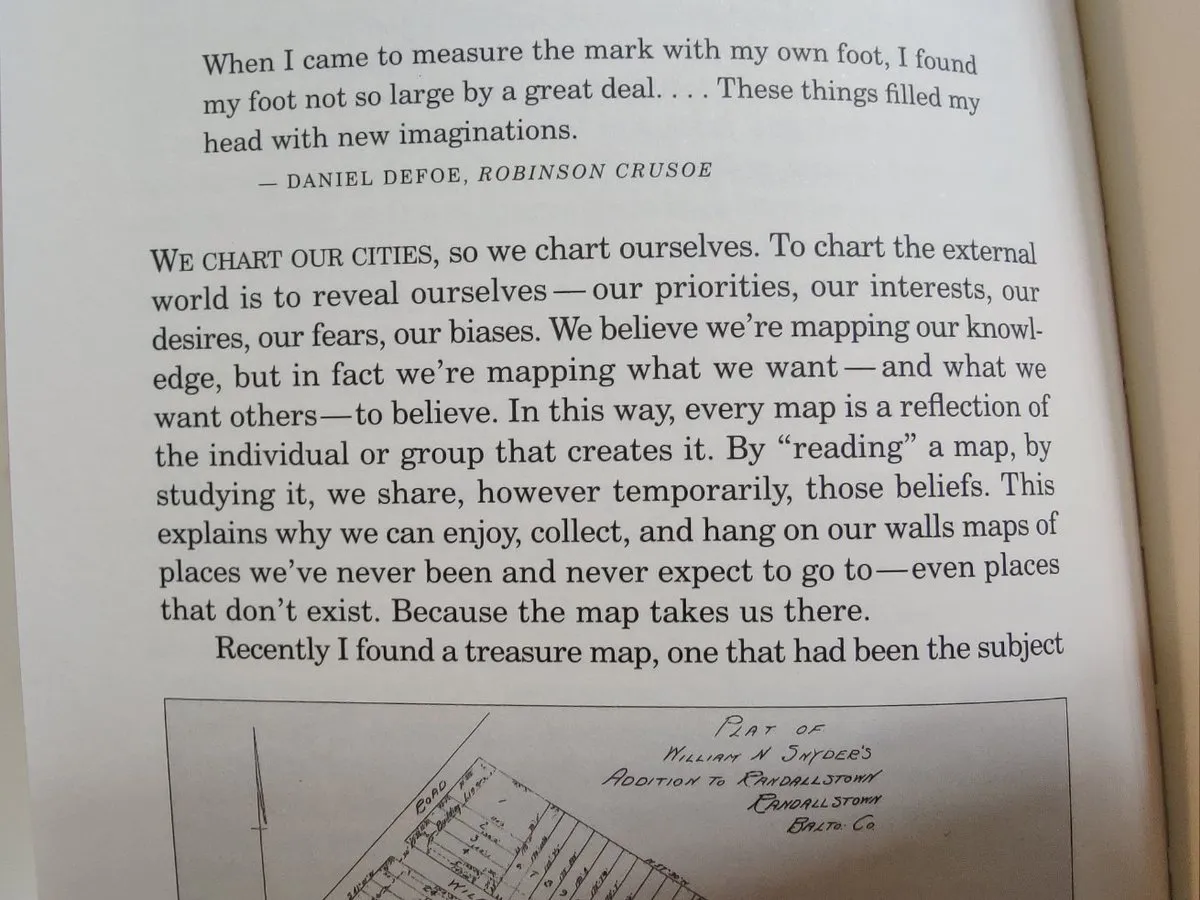 When I came to measure the mark with my own foot, I found
my foot not so large by a great deal. . . . These things filled my
head with new imaginations.
— DANIEL DEFOE, ROBINSON CRUSOE
WE CHART OUR CITIES, so we chart ourselves. To chart the external
world is to reveal ourselves — our priorities, our interests, our
desires, our fears, our biases. We believe we're mapping our knowl-
edge, but in fact we're mapping what we want — and what we
want others—to believe. In this way, every map is a reflection of
the individual or group that creates it. By “reading” a map, by
studying it, we share, however temporarily, those beliefs. This
explains why we can enjoy, collect, and hang on our walls maps of
places we've never been and never expect to go to—even places
that don't exist. Because the map takes us there.
Recently I found a treasure map, one that had been the subject
PLAT OF
WILLIAM N SNYDER'S
ADDITION TO RANDALLSTOWN
RANDALLSTOWN
BALTO. CO.
ROAD